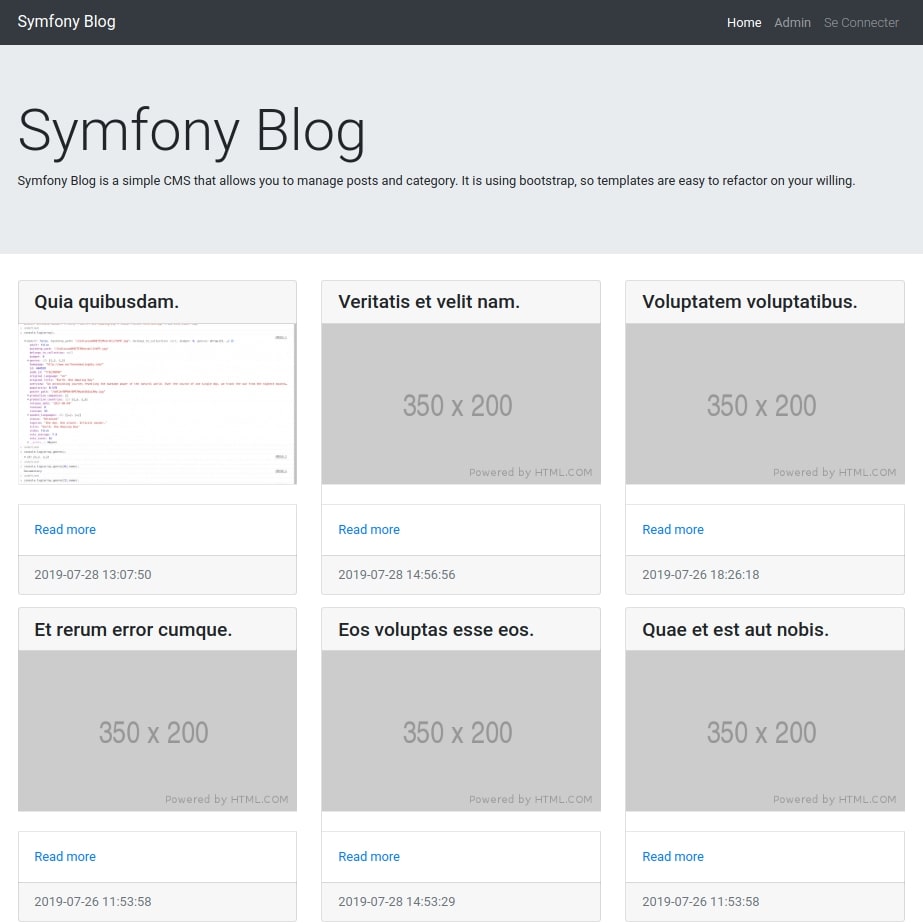 Symfony Blog
Home Admin Se Connecter
Symfony Blog
Symfony Blog is a simple CMS that allows you to manage posts and category. It is using bootstrap, so templates are easy to refactor on your willing.
Quia quibusdam.
Read more
2019-07-28 13:07:50
Veritatis et velit nam.
350 x 200
Powered by HTML.COM
Read more
2019-07-28 14:56:56
Voluptatem voluptatibus.
350 x 200
Powered by HTML.COM
Read more
2019-07-26 18:26:18
Et rerum error cumque.
350 x 200
Powered by HTML.COM
Read more
2019-07-26 11:53:58
Eos voluptas esse eos.
350 x 200
Powered by HTML.COM
Read more
2019-07-28 14:53:29
Quae et est aut nobis.
350 x 200
Powered by HTML.COM
Read more
2019-07-26 11:53:58